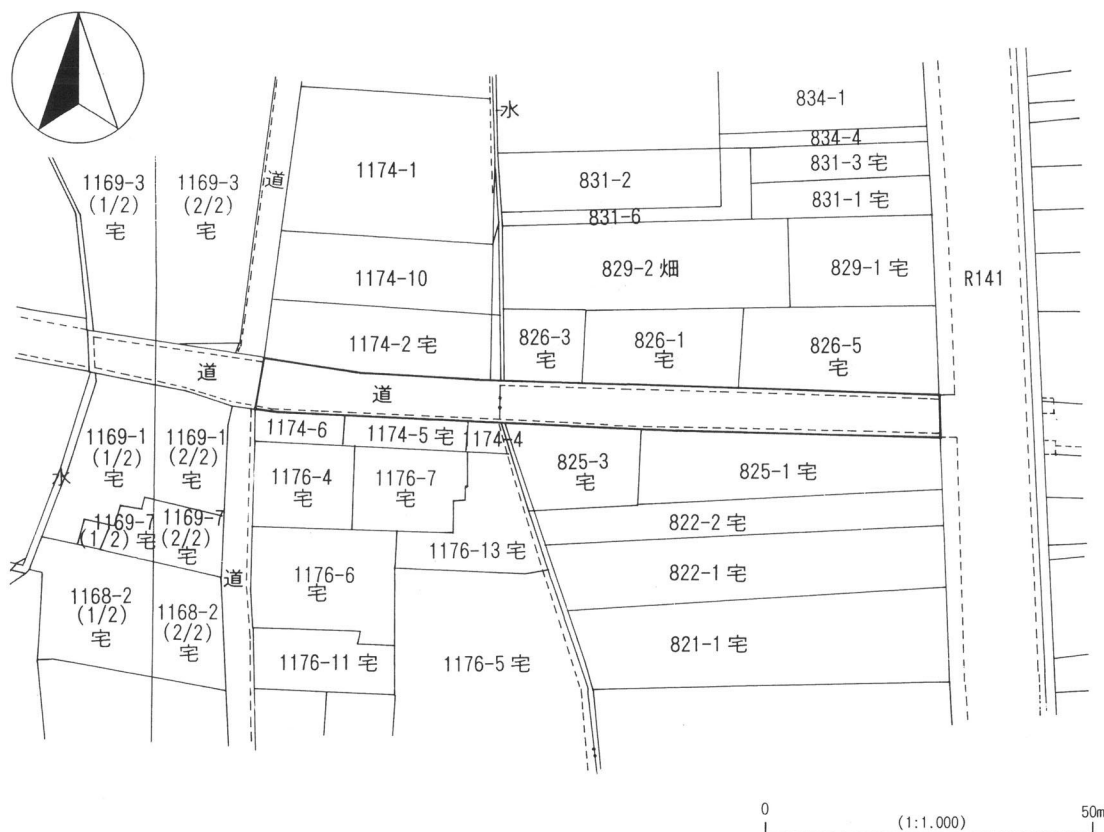 834-1
水
834-4
1174-1
831-3 宅
1169-3
(1/2)
宅
1169-3
(2/2)
宅
道
831-2
831-1 宅
831-6
829-2 畑
829-1 宅
R141
1174-10
1174-2 宅
826-3
宅
826-1
宅
826-5
宅
道
道
1174-6
1174-5 宅
1174-4
1169-1
(1/2)
宅
1169-1
(2/2)
宅
水
1176-4
宅
1176-7
宅
825-3
宅
825-1 宅
1169-7
(1/2) 宅
1169-7
(2/2)
宅
822-2 宅
1176-13 宅
道
1176-6
宅
822-1 宅
1168-2
(1/2)
宅
1168-2
(2/2)
宅
1176-11 宅
1176-5 宅
821-1 宅
0
50m
(1:1.000)